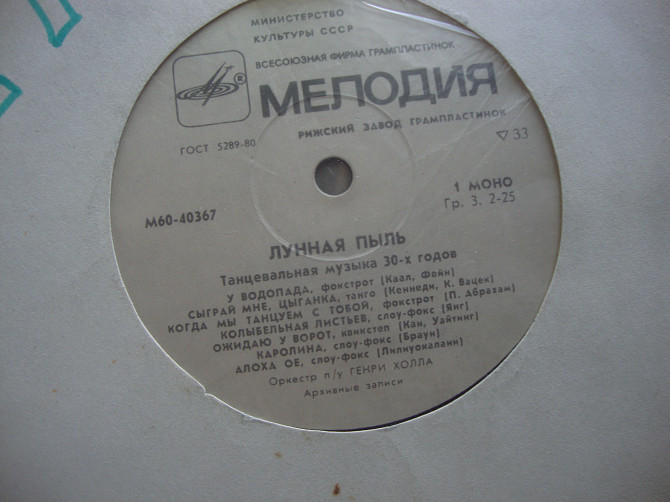 МИНИСТЕРСТВО
КУЛЬТУРЫ СССР
ВСЕСОЮЗНАЯ ФИРМА ГРАМПЛАСТИНОК
®
МЕЛОДИЯ
РИЖСКИЙ ЗАВОД ГРАМПЛАСТИНОК
ГОСТ 5289-80
▽ 33
М60-40367
1 МОНО
Гр. 3. 2-25
ЛУННАЯ ПЫЛЬ
Танцевальная музыка 30-х годов
У ВОДОПАДА, фокстрот (Каал, Фейн)
СЫГРАЙ МНЕ, ЦЫГАНКА, танго (Кеннеди, К. Вацек)
КОГДА МЫ ТАНЦУЕМ С ТОБОЙ, фокстрот (П. Абрахам)
КОЛЫБЕЛЬНАЯ ЛИСТЬЕВ, слоу-фокс (Янг)
ОЖИДАЮ У ВОРОТ, квикстеп (Кан, Уайтинг)
КАРОЛИНА, слоу-фокс (Браун)
АЛОХА ОЕ, слоу-фокс (Лилиуокалани)
Оркестр п/у ГЕНРИ ХОЛЛА
Архивные записи